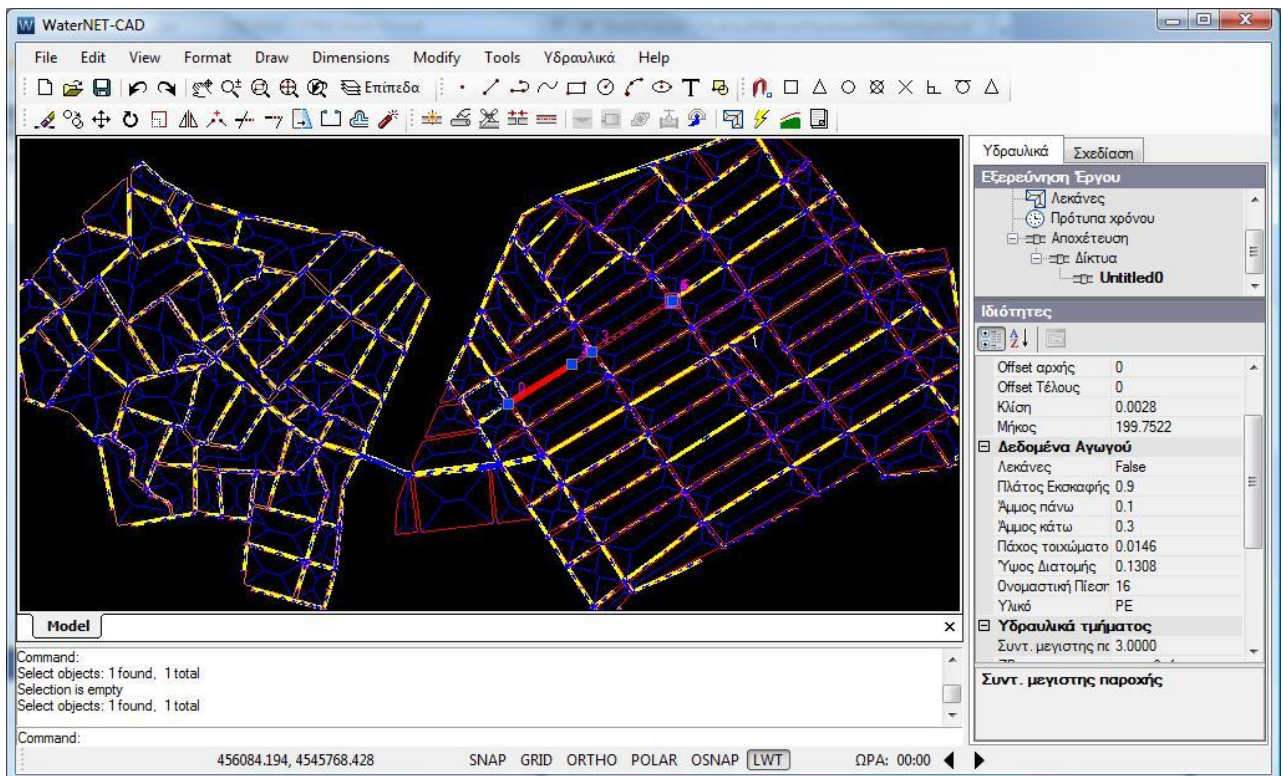 WaterNET-CAD
File Edit View Format Draw Dimensions Modify Tools Υδραυλικά Help
Επίπεδα
Υδραυλικά Σχεδίαση
Εξερεύνηση Έργου
Λεκάνες
Πρότυπα χρόνου
Αποχέτευση
Δίκτυα
Untitled0
Ιδιότητες
Offset αρχής 0
Offset Τέλους 0
Κλίση 0.0028
Μήκος 199.7522
Δεδομένα Αγωγού
Λεκάνες False
Πλάτος Εκσκαφής 0.9
Άμμος πάνω 0.1
Άμμος κάτω 0.3
Πάχος τοιχώματο 0.0146
Ύψος Διατομής 0.1308
Ονομαστική Πίεση 16
Υλικό PE
Υδραυλικά τμήματος
Συντ. μεγιστης πα 3.0000
Συντ. μεγιστης παροχής
Model
Command:
Select objects: 1 found, 1 total
Selection is empty
Select objects: 1 found, 1 total
Command:
456084.194, 4545768.428 SNAP GRID ORTHO POLAR OSNAP LWT ΩΡΑ: 00:00